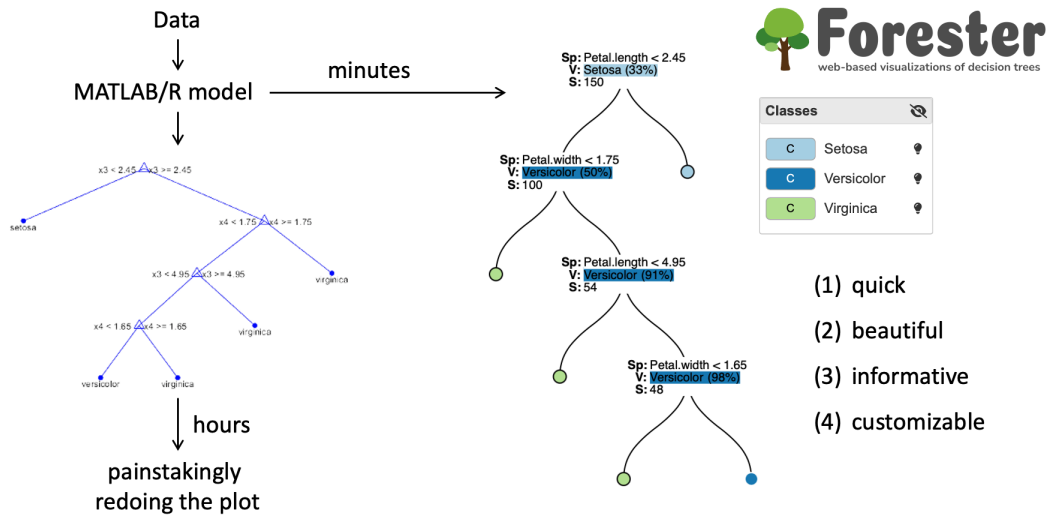 Data
MATLAB/R model
minutes
x3 < 2.45 x3 >= 2.45
setosa
x4 < 1.75 x4 >= 1.75
x3 < 4.95 x3 >= 4.95
virginica
x4 < 1.65 x4 >= 1.65
virginica
versicolor
virginica
hours
painstakingly
redoing the plot
Sp: Petal.length < 2.45
V: Setosa (33%)
S: 150
Sp: Petal.width < 1.75
V: Versicolor (50%)
S: 100
Sp: Petal.length < 4.95
V: Versicolor (91%)
S: 54
Sp: Petal.width < 1.65
V: Versicolor (98%)
S: 48
Forester
web-based visualizations of decision trees
Classes
C Setosa
C Versicolor
C Virginica
(1) quick
(2) beautiful
(3) informative
(4) customizable